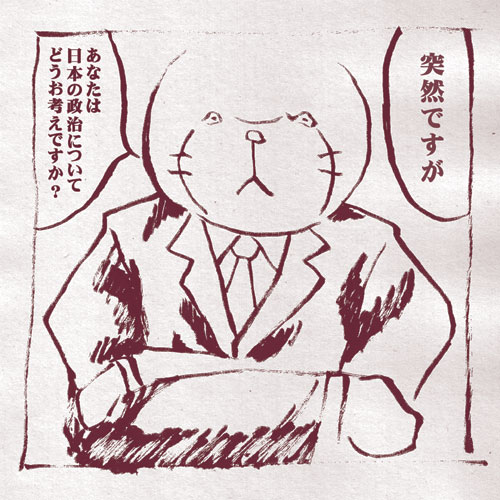 突然ですが
あなたは
日本の政治について
どうお考えですか？